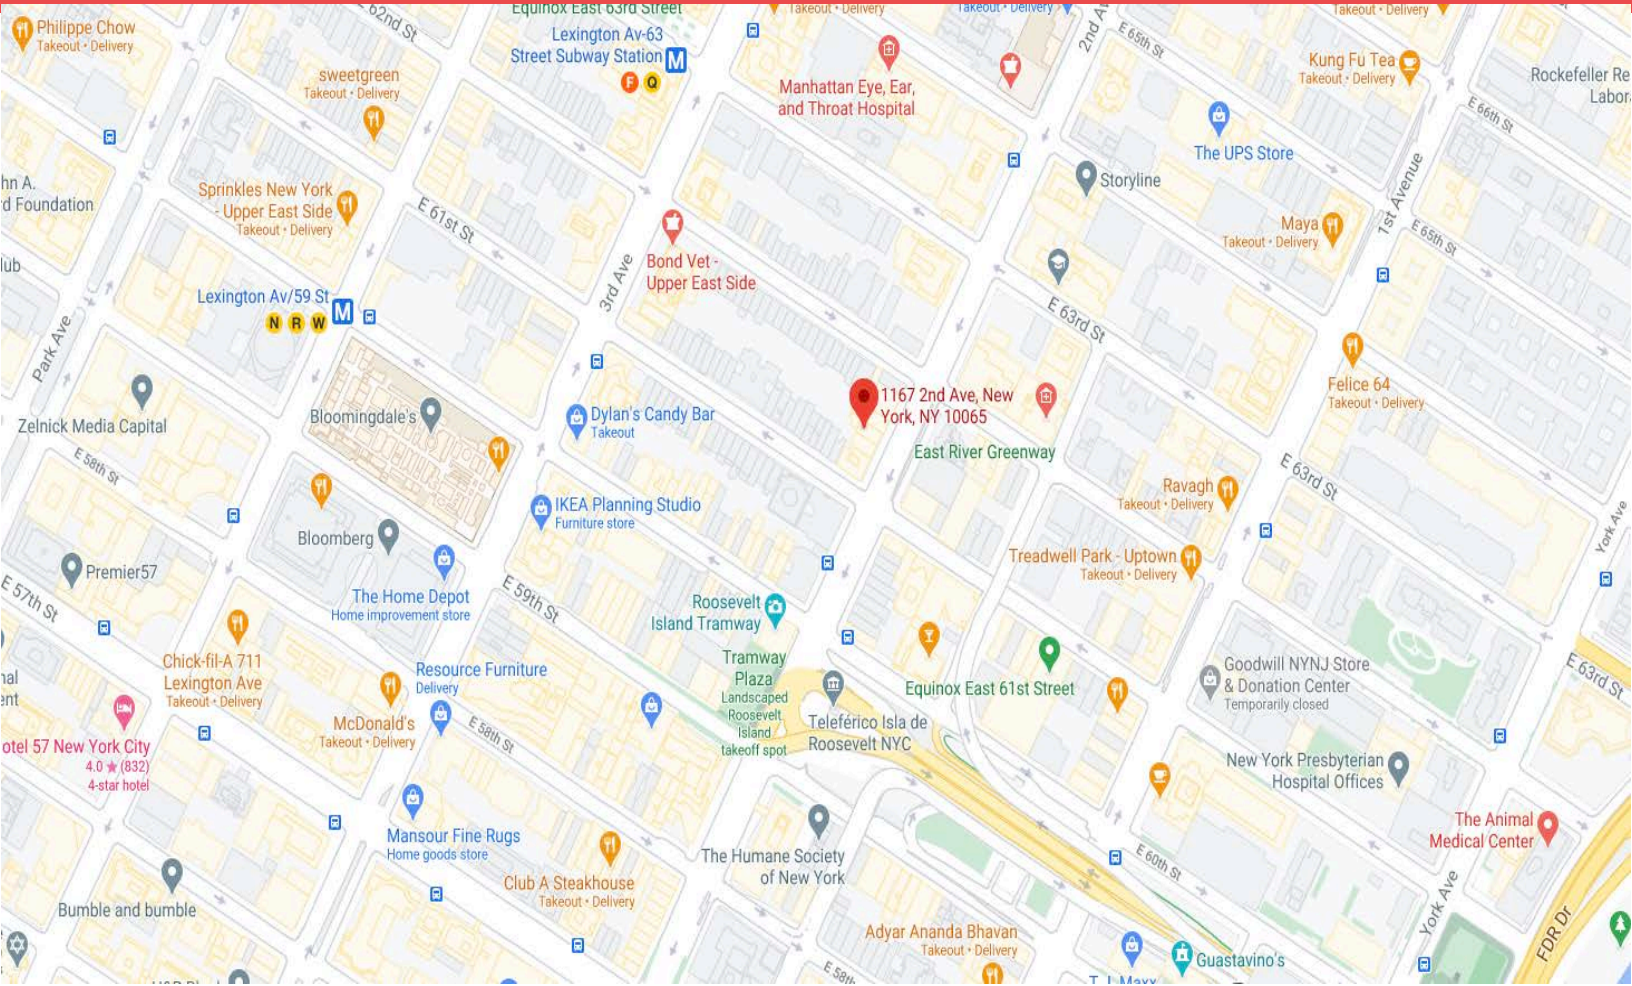 Equinox East 63rd Street
Takeout • Delivery
Takeout • Delivery
Takeout • Delivery
Philippe Chow
Takeout • Delivery
E 62nd St
Lexington Av-63
Street Subway Station
M
F Q
2nd Av
E 65th St
Kung Fu Tea
Takeout • Delivery
Rockefeller Re
Labor
sweetgreen
Takeout • Delivery
Manhattan Eye, Ear,
and Throat Hospital
E 66th St
The UPS Store
Storyline
1st Avenue
hn A.
d Foundation
Sprinkles New York
- Upper East Side
Takeout • Delivery
E 61st St
Maya
Takeout • Delivery
E 65th St
lub
3rd Ave
Bond Vet -
Upper East Side
Lexington Av/59 St
M
N R W
E 63rd St
Park Ave
Felice 64
Takeout • Delivery
1167 2nd Ave, New
York, NY 10065
Zelnick Media Capital
Bloomingdale's
Dylan's Candy Bar
Takeout
East River Greenway
E 58th St
E 63rd St
Ravagh
Takeout • Delivery
IKEA Planning Studio
Furniture store
York Ave
Bloomberg
Treadwell Park - Uptown
Takeout • Delivery
Premier57
E 57th St
The Home Depot
Home improvement store
E 59th St
Roosevelt
Island Tramway
Chick-fil-A 711
Lexington Ave
Takeout • Delivery
Resource Furniture
Delivery
Tramway
Plaza
Landscaped
Roosevelt
Island
takeoff spot
Equinox East 61st Street
Goodwill NYNJ Store
& Donation Center
Temporarily closed
E 63rd St
nal
ent
McDonald's
Takeout • Delivery
E 58th St
Teleférico Isla de
Roosevelt NYC
otel 57 New York City
4.0 ★ (832)
4-star hotel
New York Presbyterian
Hospital Offices
Mansour Fine Rugs
Home goods store
The Animal
Medical Center
The Humane Society
of New York
E 60th St
Club A Steakhouse
Takeout • Delivery
Bumble and bumble
York Ave
Adyar Ananda Bhavan
Takeout • Delivery
FDR Dr
Guastavino's
E 58th
T.J. Maxx